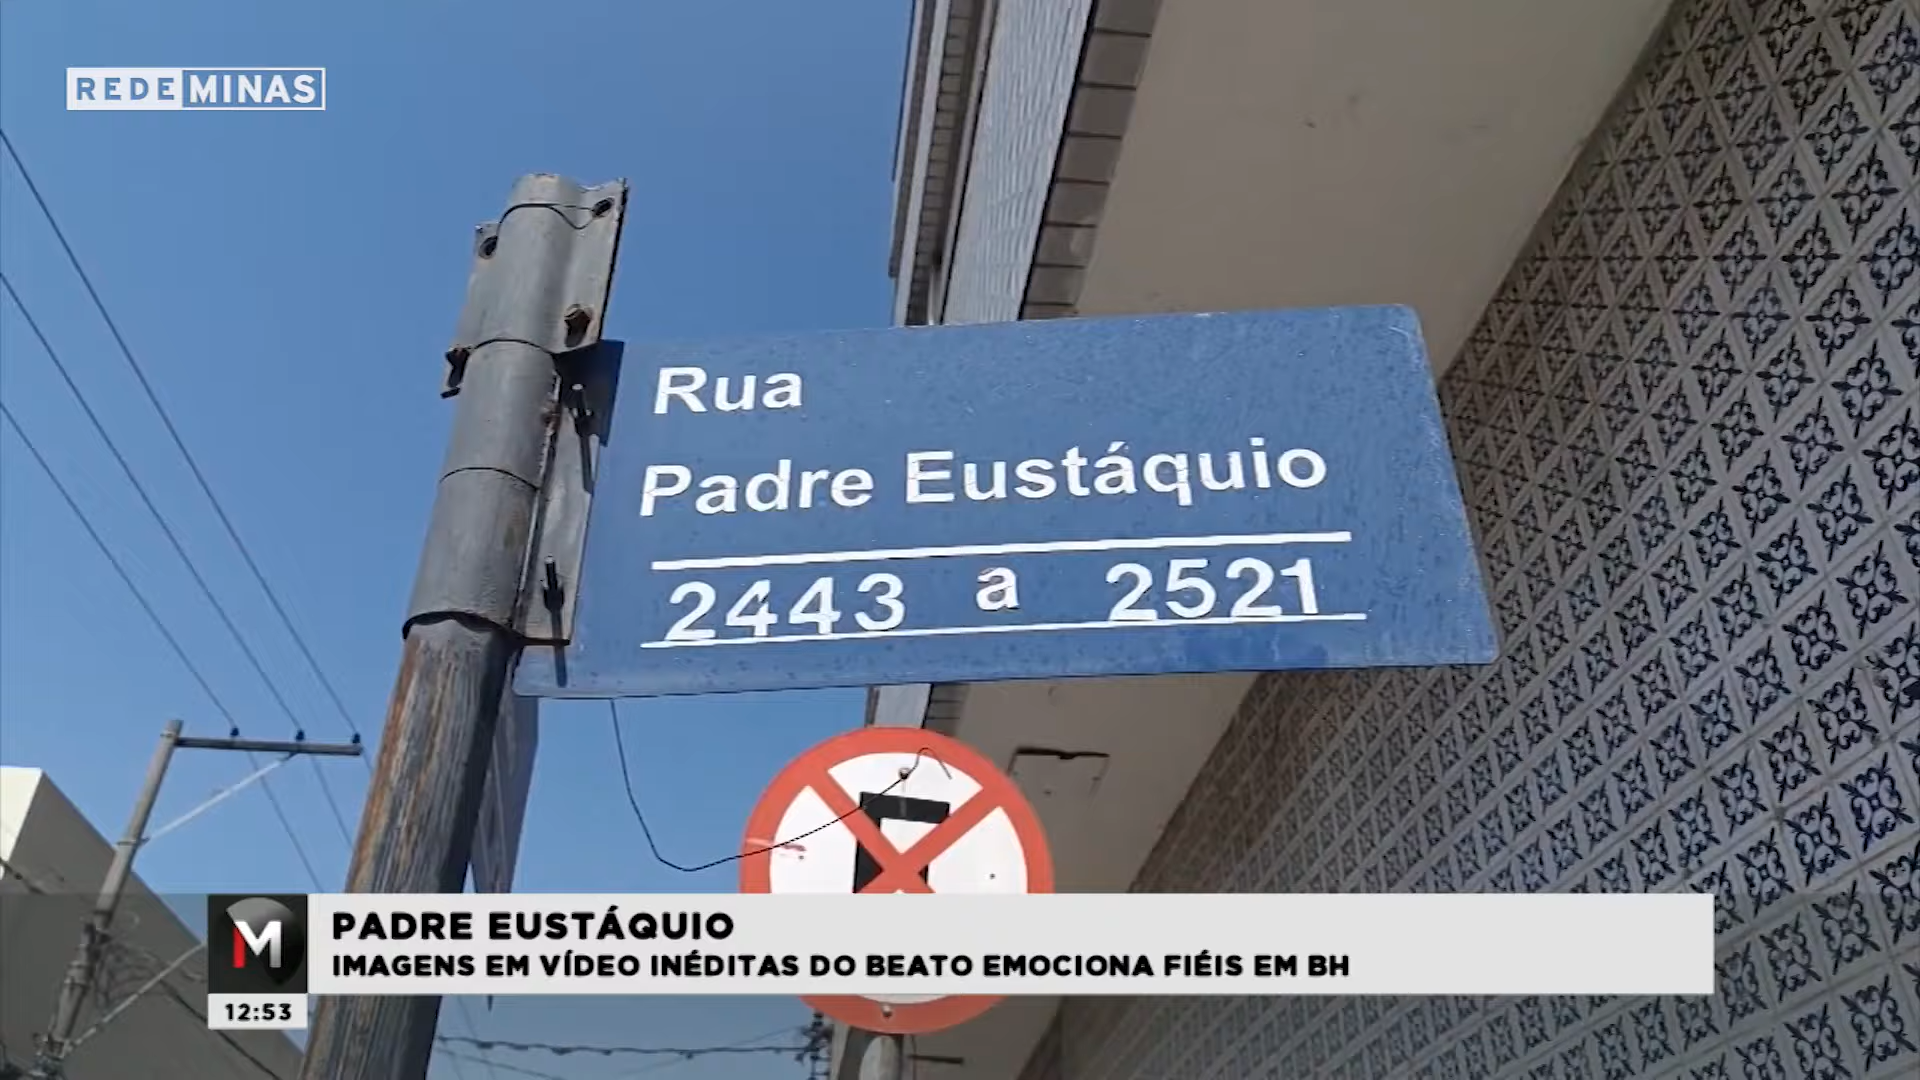 REDE MINAS
Rua
Padre Eustáquio
2443 a 2521
PADRE EUSTÁQUIO
IMAGENS EM VÍDEO INÉDITAS DO BEATO EMOCIONA FIÉIS EM BH
M
12:53